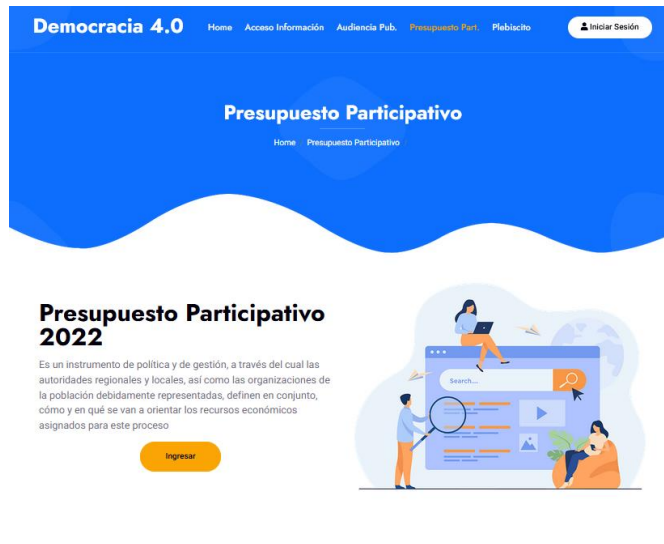 Democracia 4.0 Home Acceso Información Audiencia Pub. Presupuesto Part. Plebiscito Iniciar Sesión
Presupuesto Participativo
Home Presupuesto Participativo
Presupuesto Participativo
2022
Es un instrumento de política y de gestión, a través del cual las
autoridades regionales y locales, así como las organizaciones de
la población debidamente representadas, definen en conjunto,
cómo y en qué se van a orientar los recursos económicos
asignados para este proceso
Ingresar
Search...